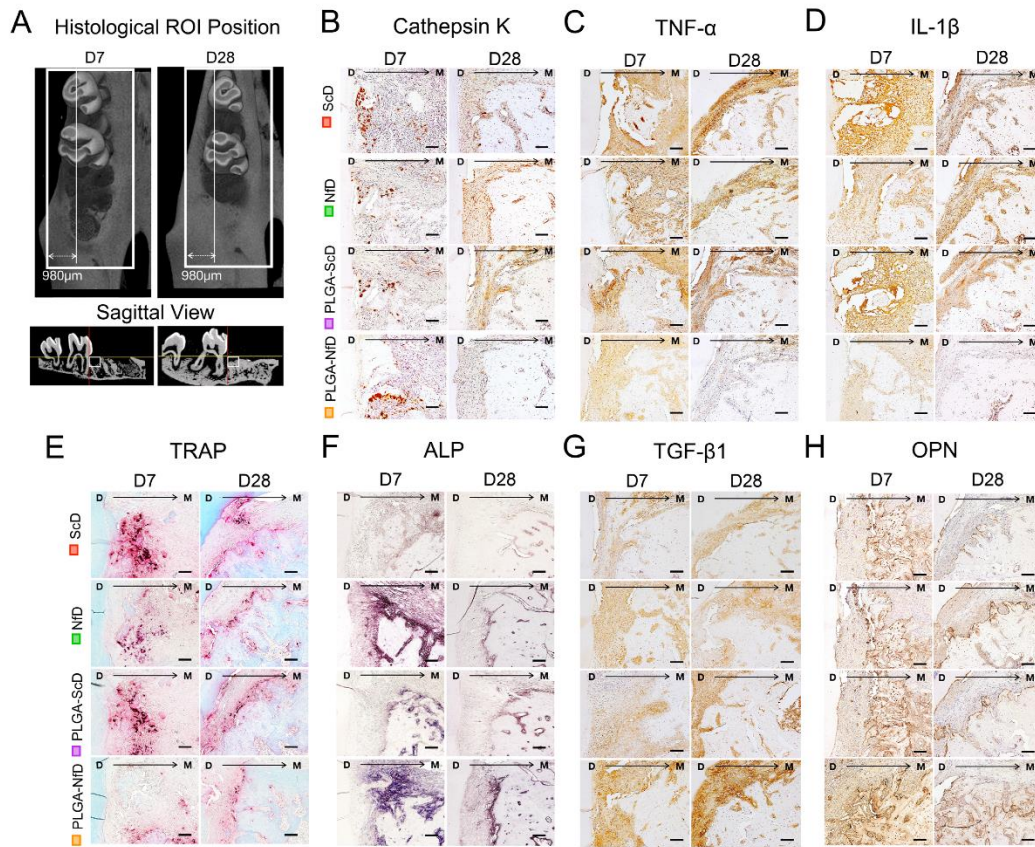 A Histological ROI Position
D7 D28
980μm 980μm
Sagittal View
B Cathepsin K
D7 D28
D M D M
D M D M
D M D M
D M D M
ScD
NfD
PLGA-ScD
PLGA-NfD
C TNF-α
D7 D28
D M D M
D M D M
D M D M
D M D M
D IL-1β
D7 D28
D M D M
D M D M
D M D M
D M D M
E TRAP
D7 D28
D M D M
D M D M
D M D M
D M D M
ScD
NfD
PLGA-ScD
PLGA-NfD
F ALP
D7 D28
D M D M
D M D M
D M D M
D M D M
G TGF-β1
D7 D28
D M D M
D M D M
D M D M
D M D M
H OPN
D7 D28
D M D M
D M D M
D M D M
D M D M